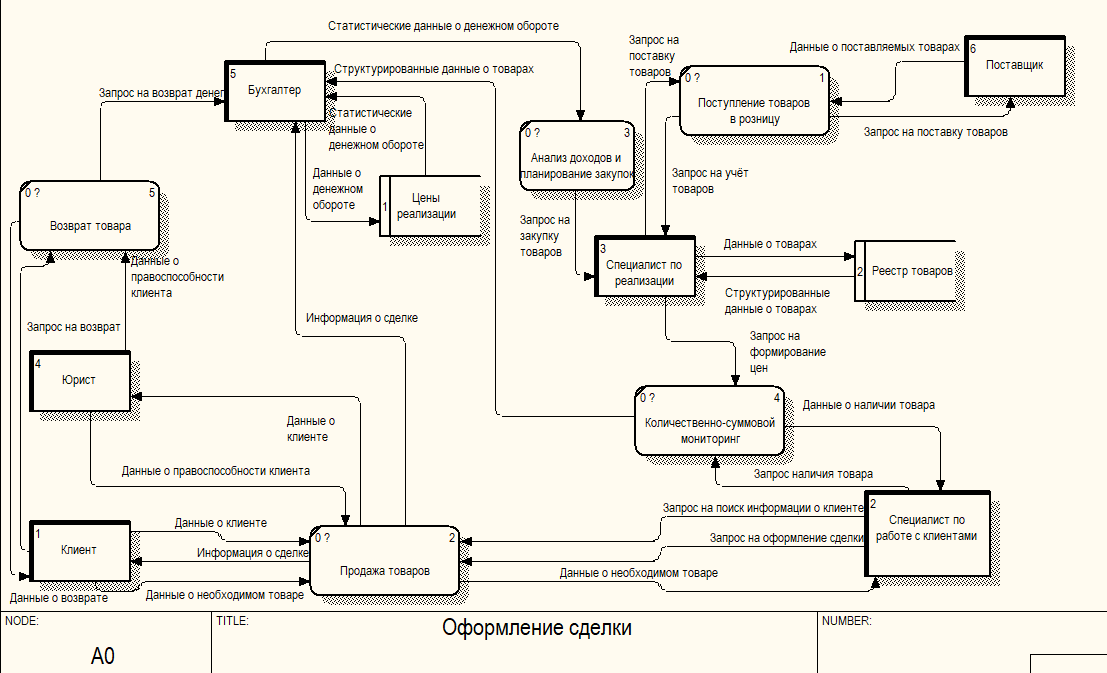 Статистические данные о денежном обороте
Запрос на
поставку
товаров
Данные о поставляемых товарах
6
Поставщик
5
Бухгалтер
Структурированные данные о товарах
0 ?
1
Поступление товаров
в розницу
Запрос на возврат денег
Статистические
данные о
денежном обороте
Запрос на поставку товаров
0 ?
3
Анализ доходов и
планирование закупок
Данные о
денежном
обороте
1
Цены
реализации
Запрос на учёт
товаров
0 ?
5
Возврат товара
Запрос на
закупку
товаров
3
Специалист по
реализации
Данные о товарах
2
Реестр товаров
Данные о
правоспособности
клиента
Структурированные
данные о товарах
Запрос на возврат
Информация о сделке
Запрос на
формирование
цен
4
Юрист
0 ?
4
Количественно-суммовой
мониторинг
Данные о наличии товара
Данные о
клиенте
Данные о правоспособности клиента
Запрос наличия товара
Запрос на поиск информации о клиенте
2
Специалист по
работе с клиентами
Данные о клиенте
1
Клиент
0 ?
2
Продажа товаров
Запрос на оформление сделки
Информация о сделке
Данные о необходимом товаре
Данные о возврате
Данные о необходимом товаре
NODE:
TITLE:
NUMBER:
A0
Оформление сделки